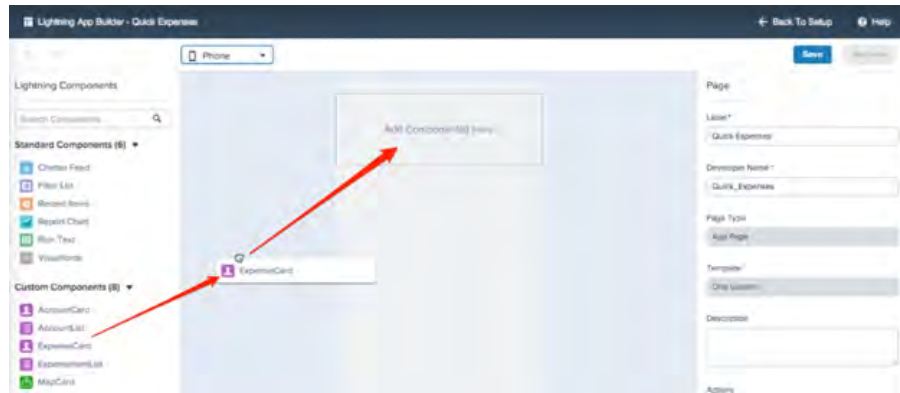 Lightning App Builder - Quick Expenses
Back To Setup
Help
Phone
Save
Lightning Components
Search Components
Standard Components (6)
Chatter Feed
Filter List
Recent Items
Report Chart
Rich Text
Visualforce
Custom Components (8)
AccountCard
AccountList
ExpenseCard
MapCard
Add Component(s) Here
ExpenseCard
Page
Label*
Quick Expenses
Developer Name*
Quick_Expenses
Page Type
App Page
Template*
One Column
Description
Actions